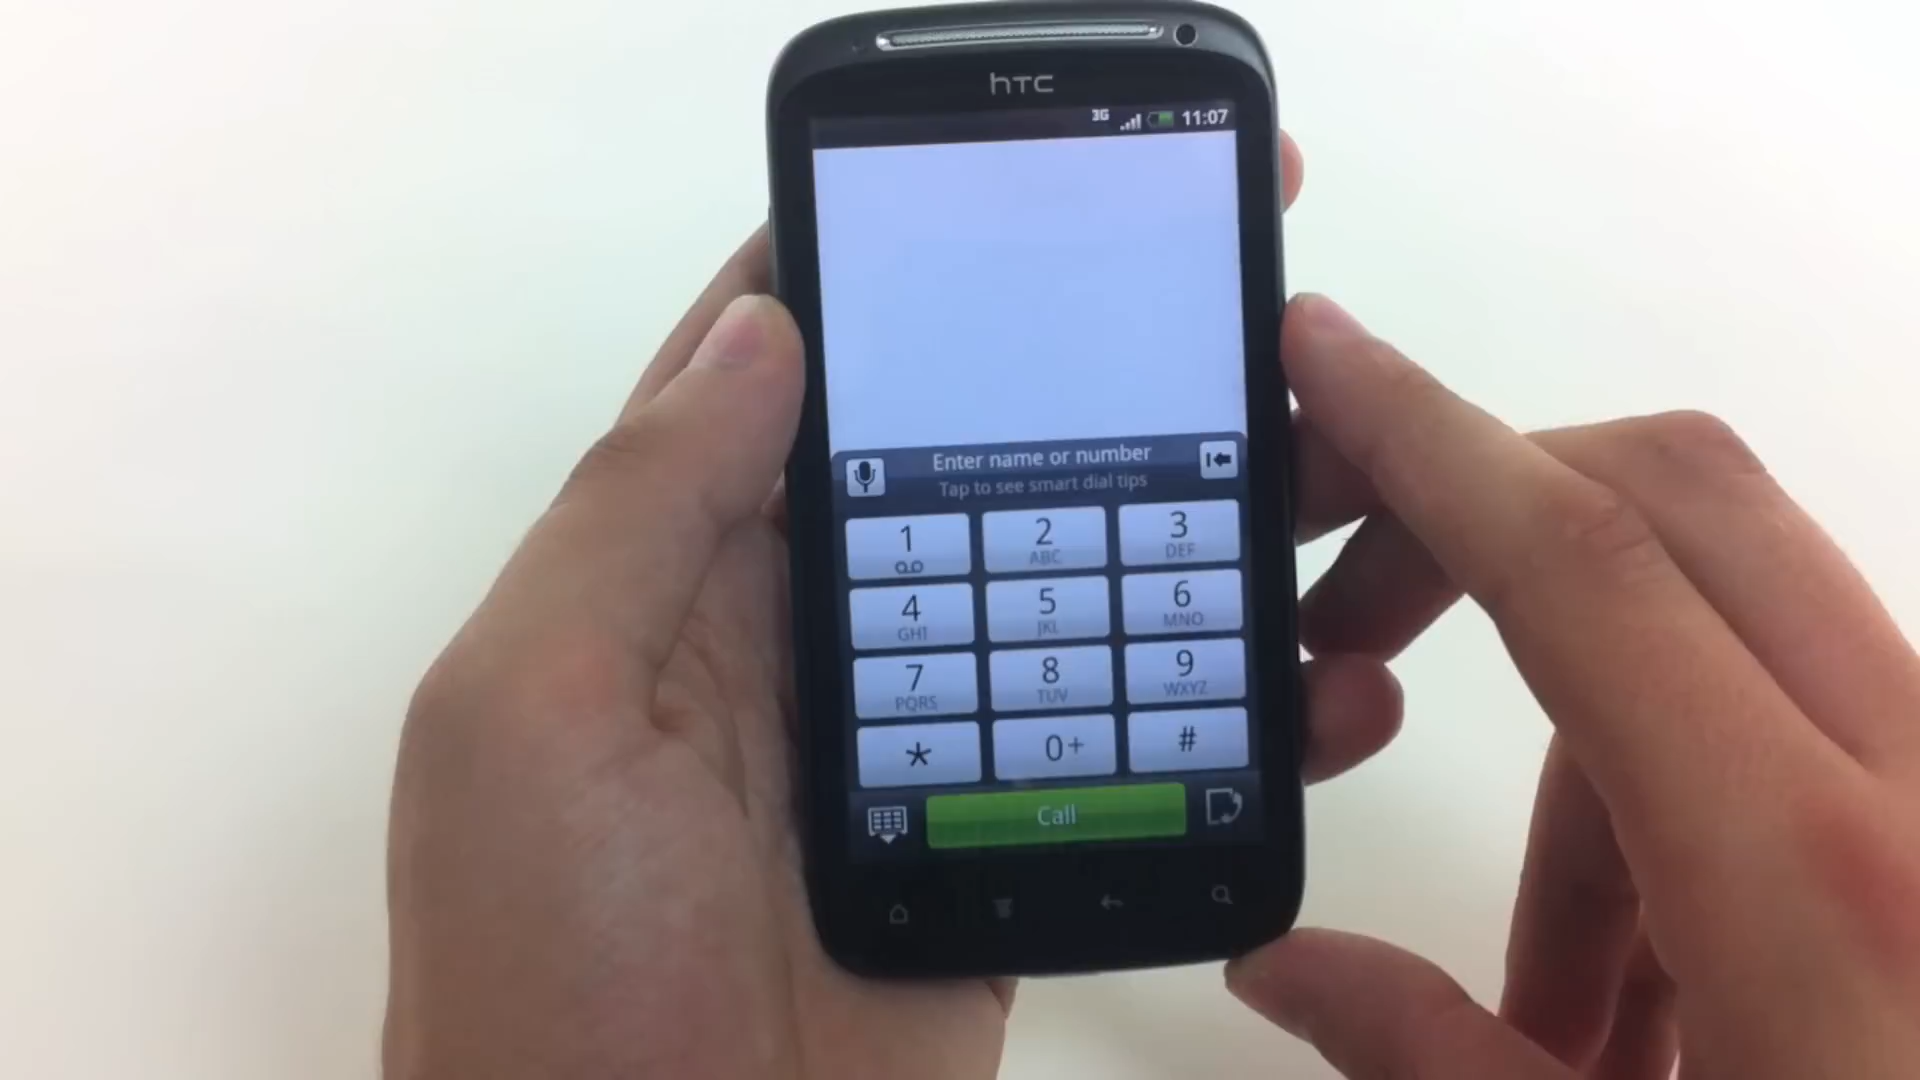 hTC
3G 11:07
Enter name or number
Tap to see smart dial tips
1 2 ABC 3 DEF
4 GHI 5 JKL 6 MNO
7 PQRS 8 TUV 9 WXYZ
* 0+ #
Call